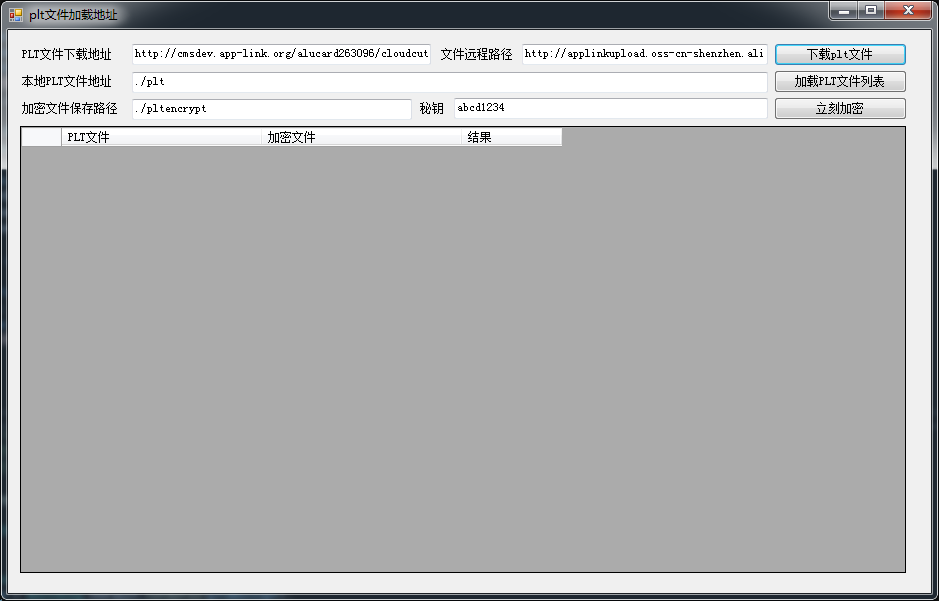 plt文件加载地址
PLT文件下载地址 http://cmsdev.app-link.org/alucard263096/cloudcut 文件远程路径 http://applinkupload.oss-cn-shenzhen.ali 下载plt文件
本地PLT文件地址 ./plt 加载PLT文件列表
加密文件保存路径 ./pltencrypt 秘钥 abcd1234 立刻加密
PLT文件 加密文件 结果